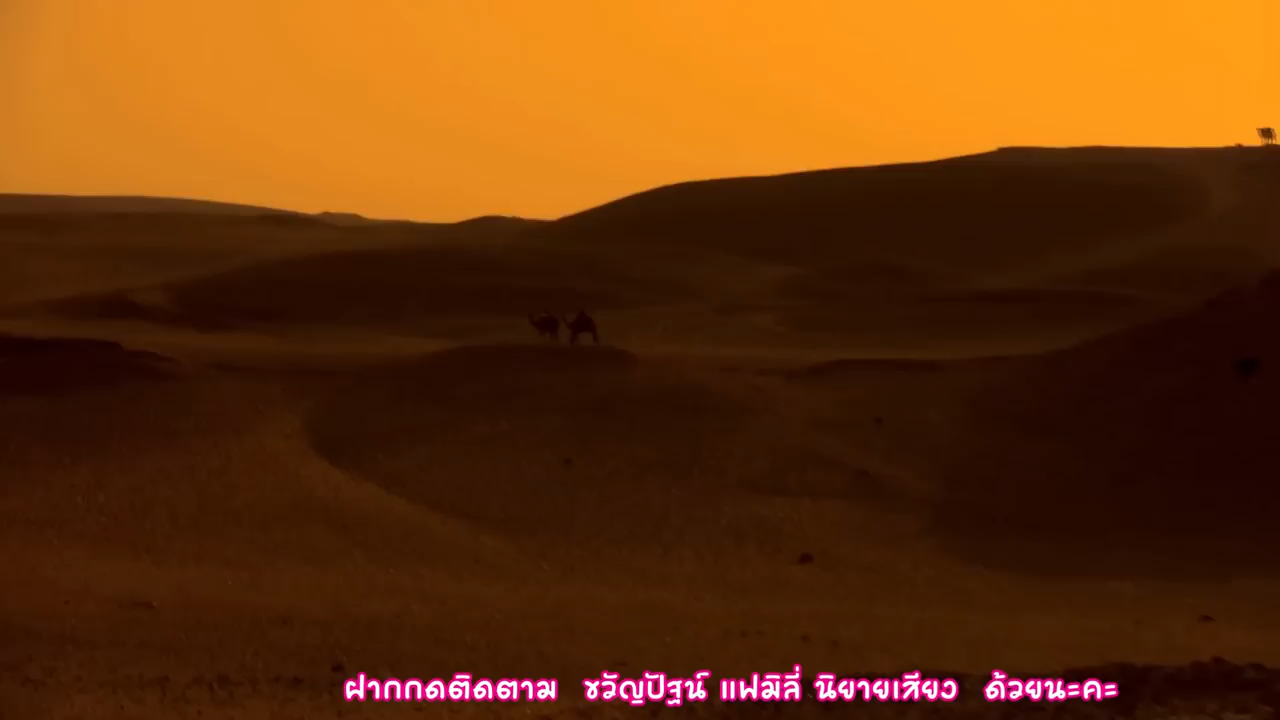 ฝากกดติดตาม ขวัญปัฐน์ แฟมิลี่ นิยายเสียง ด้วยนะคะ